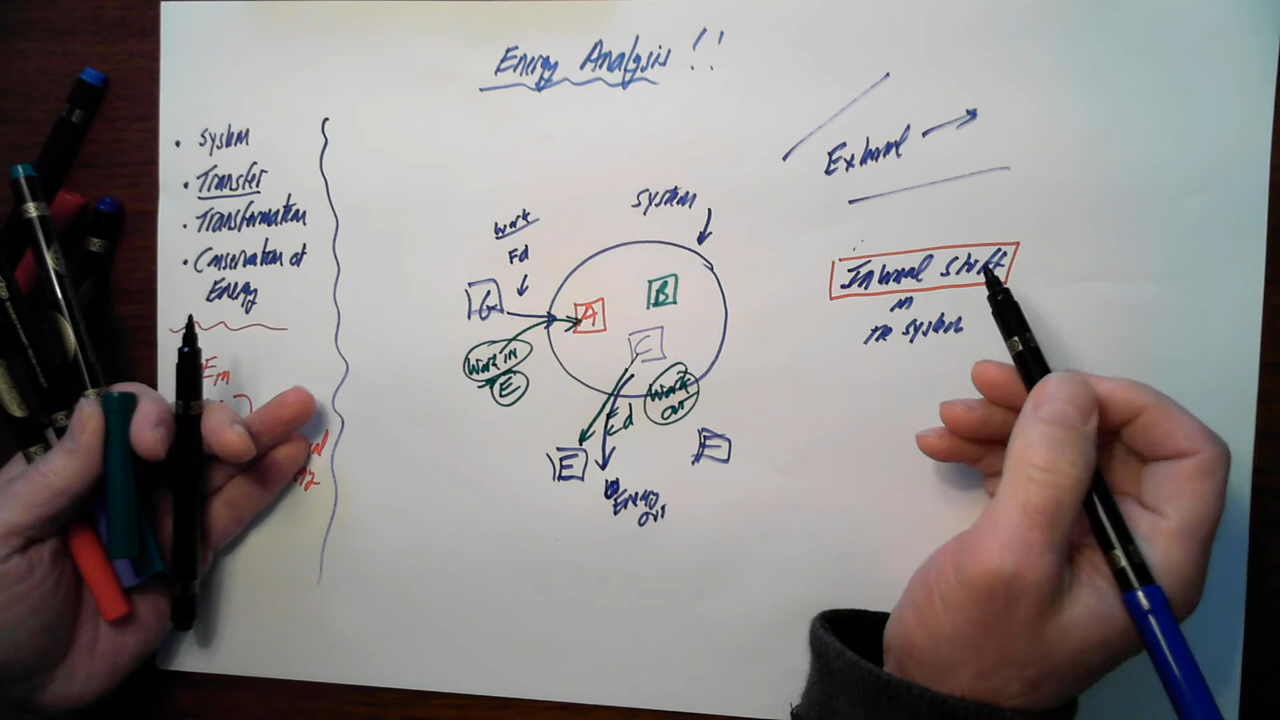 Energy Analysis !!
• System
• Transfer
• Transformation
• Conservation of
Energy
Em
work
Fd
G
Work IN
E
System
A
B
C
Work
out
Fd
E
F
Energy
out
External
Internal Shift
in
the system